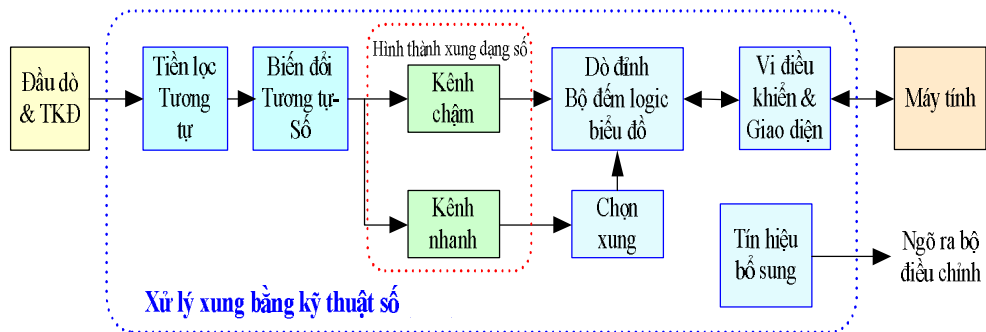 Hình thành xung dạng số
Đầu dò
& TKĐ
Tiền lọc
Tương
tự
Biến đổi
Tương tự-
Số
Kênh
chậm
Dò đỉnh
Bộ đếm logic
biểu đồ
Vi điều
khiển &
Giao diện
Máy tính
Kênh
nhanh
Chọn
xung
Tín hiệu
bổ sung
Ngõ ra bộ
điều chỉnh
Xử lý xung bằng kỹ thuật số